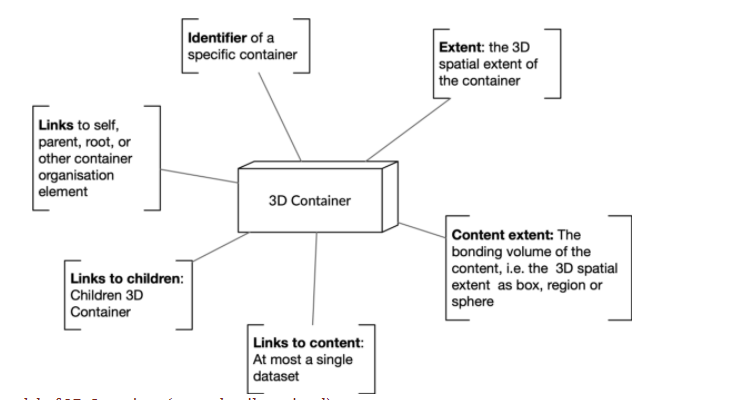 Identifier of a
specific container
Extent: the 3D
spatial extent of
the container
Links to self,
parent, root, or
other container
organisation
element
3D Container
Content extent: The
bonding volume of the
content, i.e. the 3D spatial
extent as box, region or
sphere
Links to children:
Children 3D
Container
Links to content:
At most a single
dataset